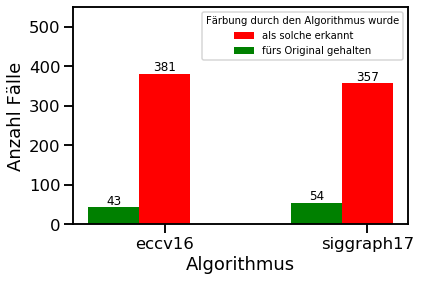 Färbung durch den Algorithmus wurde
als solche erkannt
fürs Original gehalten
Anzahl Fälle
500
400
300
200
100
0
43
381
54
357
eccv16
siggraph17
Algorithmus